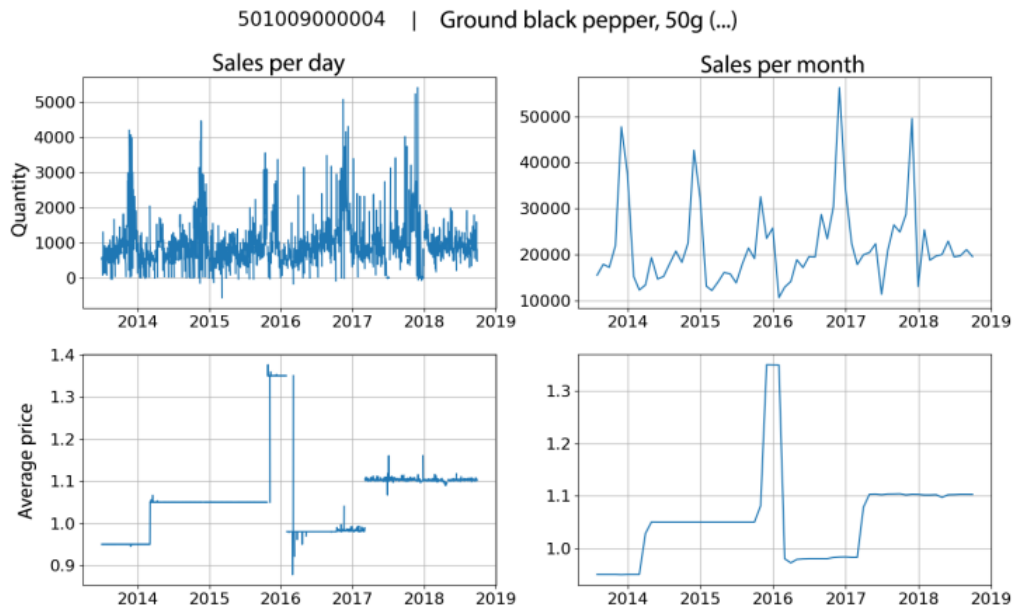 501009000004 | Ground black pepper, 50g (...)
Sales per day
Sales per month
Quantity
5000
4000
3000
2000
1000
0
2014 2015 2016 2017 2018 2019
50000
40000
30000
20000
10000
2014 2015 2016 2017 2018 2019
Average price
1.4
1.3
1.2
1.1
1.0
0.9
2014 2015 2016 2017 2018 2019
1.3
1.2
1.1
1.0
2014 2015 2016 2017 2018 2019